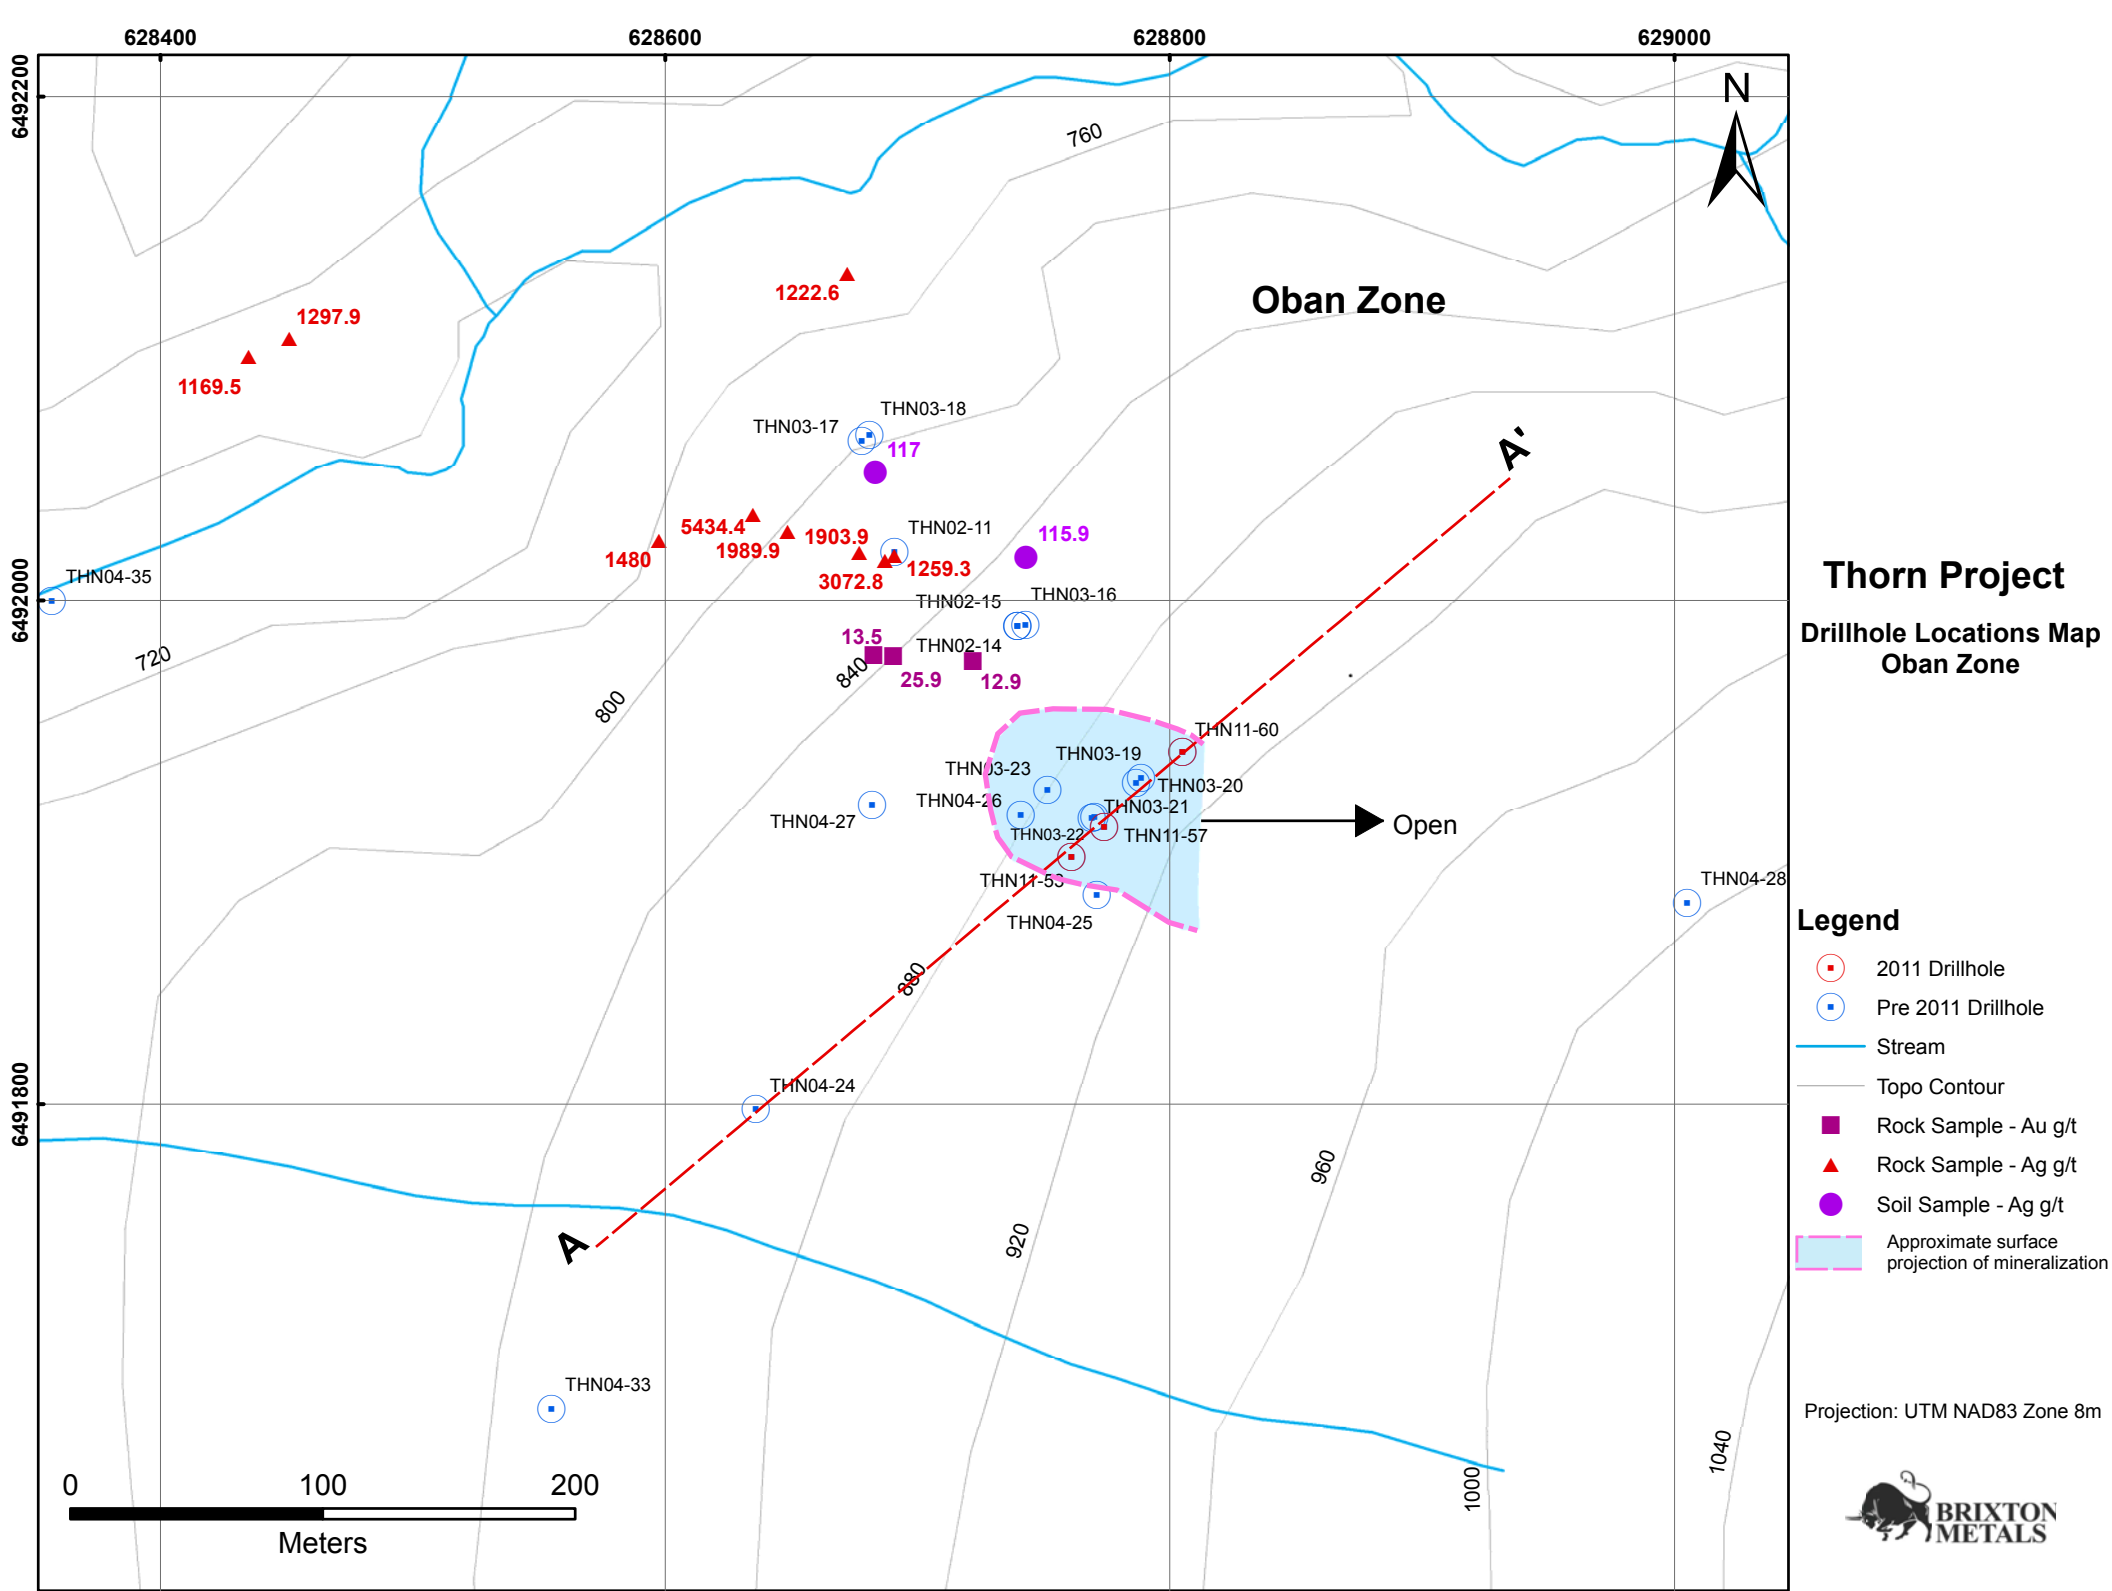 628400
628600
628800
629000
6492200
6492000
6491800
N
760
Oban Zone
1222.6
1297.9
1169.5
THN03-18
THN03-17
117
A'
5434.4
1989.9
1903.9
THN02-11
115.9
1480
3072.8
1259.3
THN04-35
THN02-15
THN03-16
13.5
THN02-14
720
840
25.9
12.9
800
THN11-60
THN03-19
THN03-23
THN03-20
THN04-26
THN03-21
THN04-27
THN03-22
THN11-57
Open
THN11-53
THN04-28
THN04-25
880
THN04-24
960
920
A
THN04-33
1000
1040
0 100 200
Meters
Thorn Project
Drillhole Locations Map
Oban Zone
Legend
2011 Drillhole
Pre 2011 Drillhole
Stream
Topo Contour
Rock Sample - Au g/t
Rock Sample - Ag g/t
Soil Sample - Ag g/t
Approximate surface
projection of mineralization
Projection: UTM NAD83 Zone 8m
BRIXTON
METALS